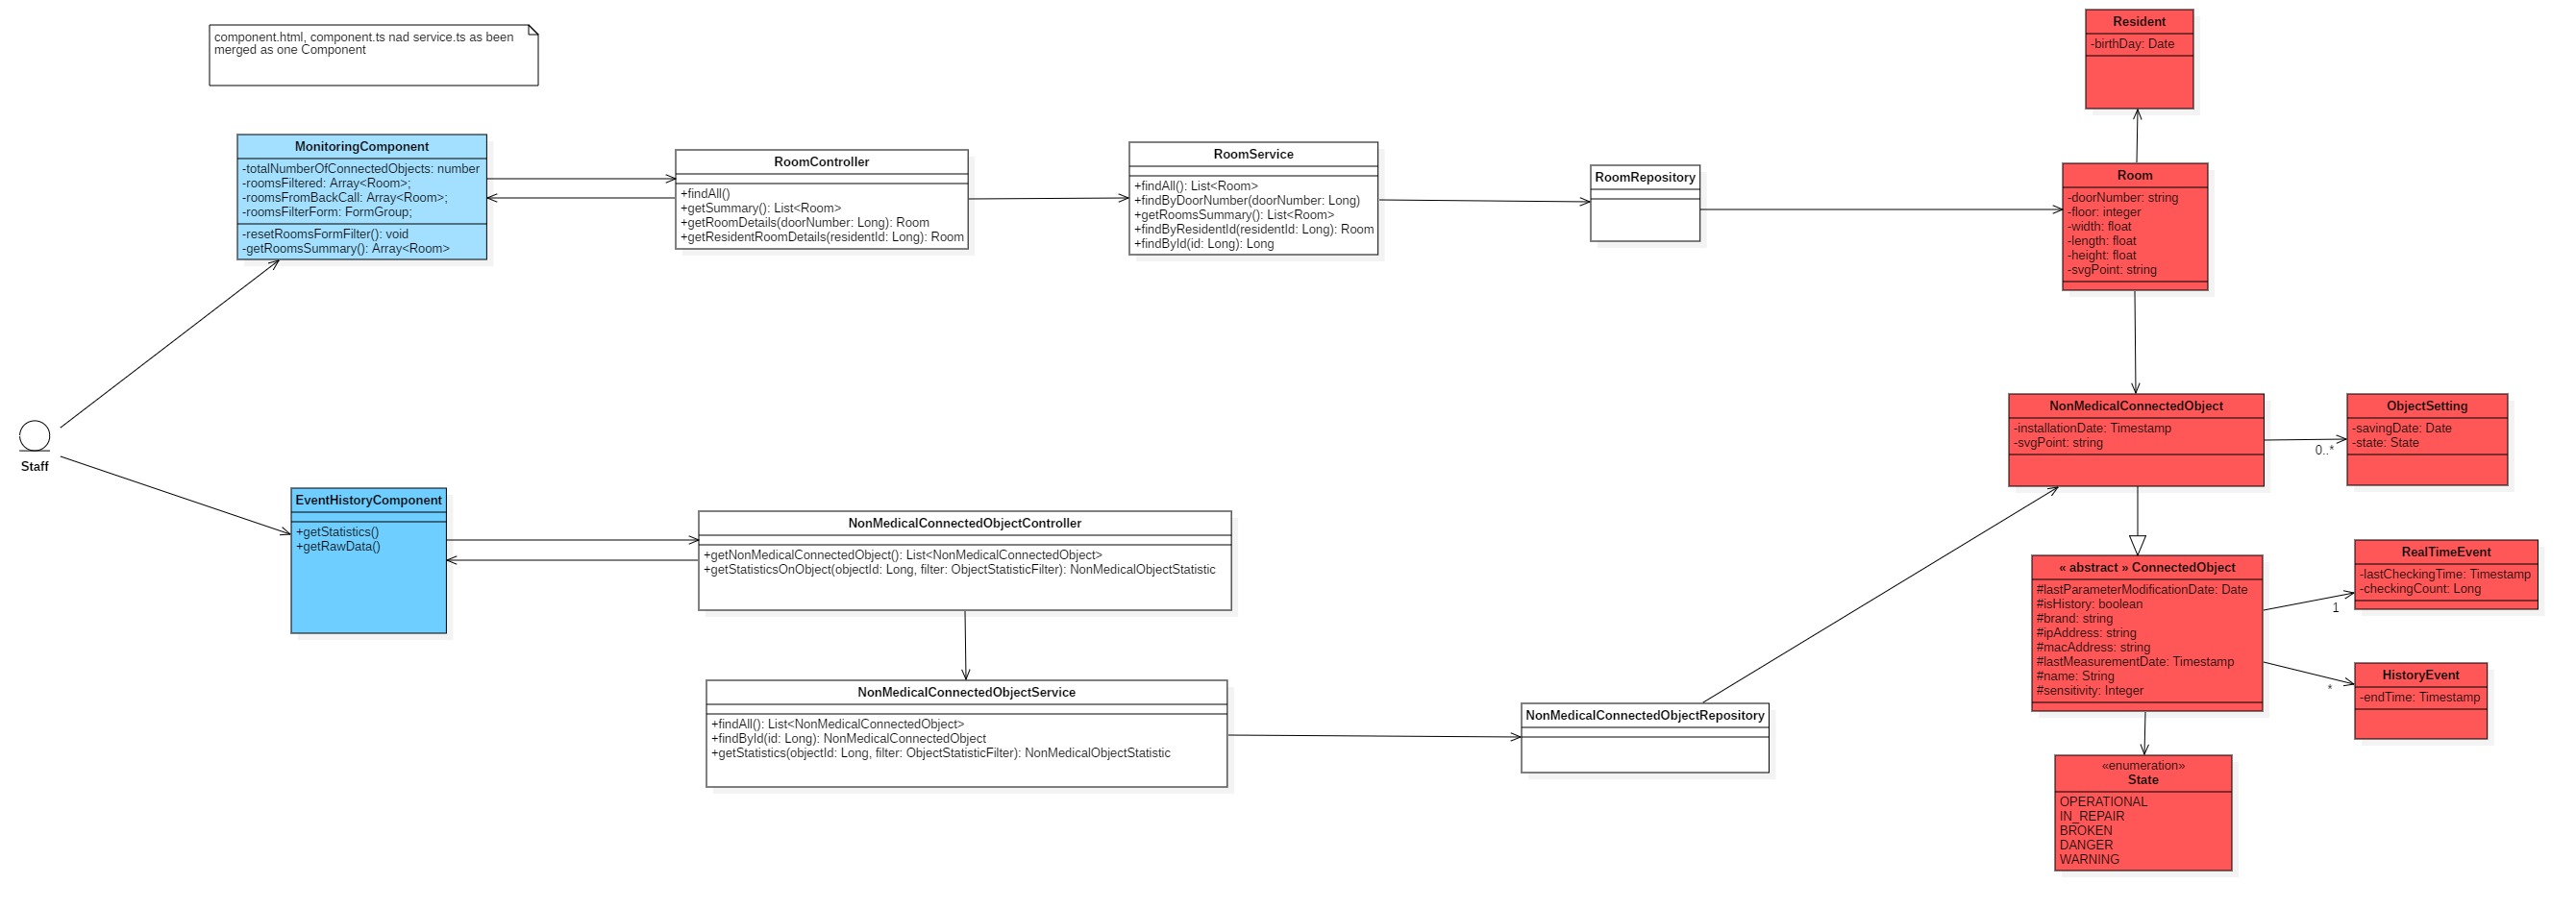 component.html, component.ts nad service.ts as been
merged as one Component
Resident
-birthDay: Date
MonitoringComponent
-totalNumberOfConnectedObjects: number
-roomsFiltered: Array<Room>;
-roomsFromBackCall: Array<Room>;
-roomsFilterForm: FormGroup;
-resetRoomsFormFilter(): void
-getRoomsSummary(): Array<Room>
RoomController
+findAll()
+getSummary(): List<Room>
+getRoomDetails(doorNumber: Long): Room
+getResidentRoomDetails(residentId: Long): Room
RoomService
+findAll(): List<Room>
+findByDoorNumber(doorNumber: Long)
+getRoomsSummary(): List<Room>
+findByResidentId(residentId: Long): Room
+findById(id: Long): Long
RoomRepository
Room
-doorNumber: string
-floor: integer
-width: float
-length: float
-height: float
-svgPoint: string
Staff
NonMedicalConnectedObject
-installationDate: Timestamp
-svgPoint: string
0..*
ObjectSetting
-savingDate: Date
-state: State
EventHistoryComponent
+getStatistics()
+getRawData()
NonMedicalConnectedObjectController
+getNonMedicalConnectedObject(): List<NonMedicalConnectedObject>
+getStatisticsOnObject(objectId: Long, filter: ObjectStatisticFilter): NonMedicalObjectStatistic
« abstract » ConnectedObject
#lastParameterModificationDate: Date
#isHistory: boolean
#brand: string
#ipAddress: string
#macAddress: string
#lastMeasurementDate: Timestamp
#name: String
#sensitivity: Integer
1
RealTimeEvent
-lastCheckingTime: Timestamp
-checkingCount: Long
*
HistoryEvent
-endTime: Timestamp
NonMedicalConnectedObjectService
+findAll(): List<NonMedicalConnectedObject>
+findById(id: Long): NonMedicalConnectedObject
+getStatistics(objectId: Long, filter: ObjectStatisticFilter): NonMedicalObjectStatistic
NonMedicalConnectedObjectRepository
«enumeration»
State
OPERATIONAL
IN_REPAIR
BROKEN
DANGER
WARNING